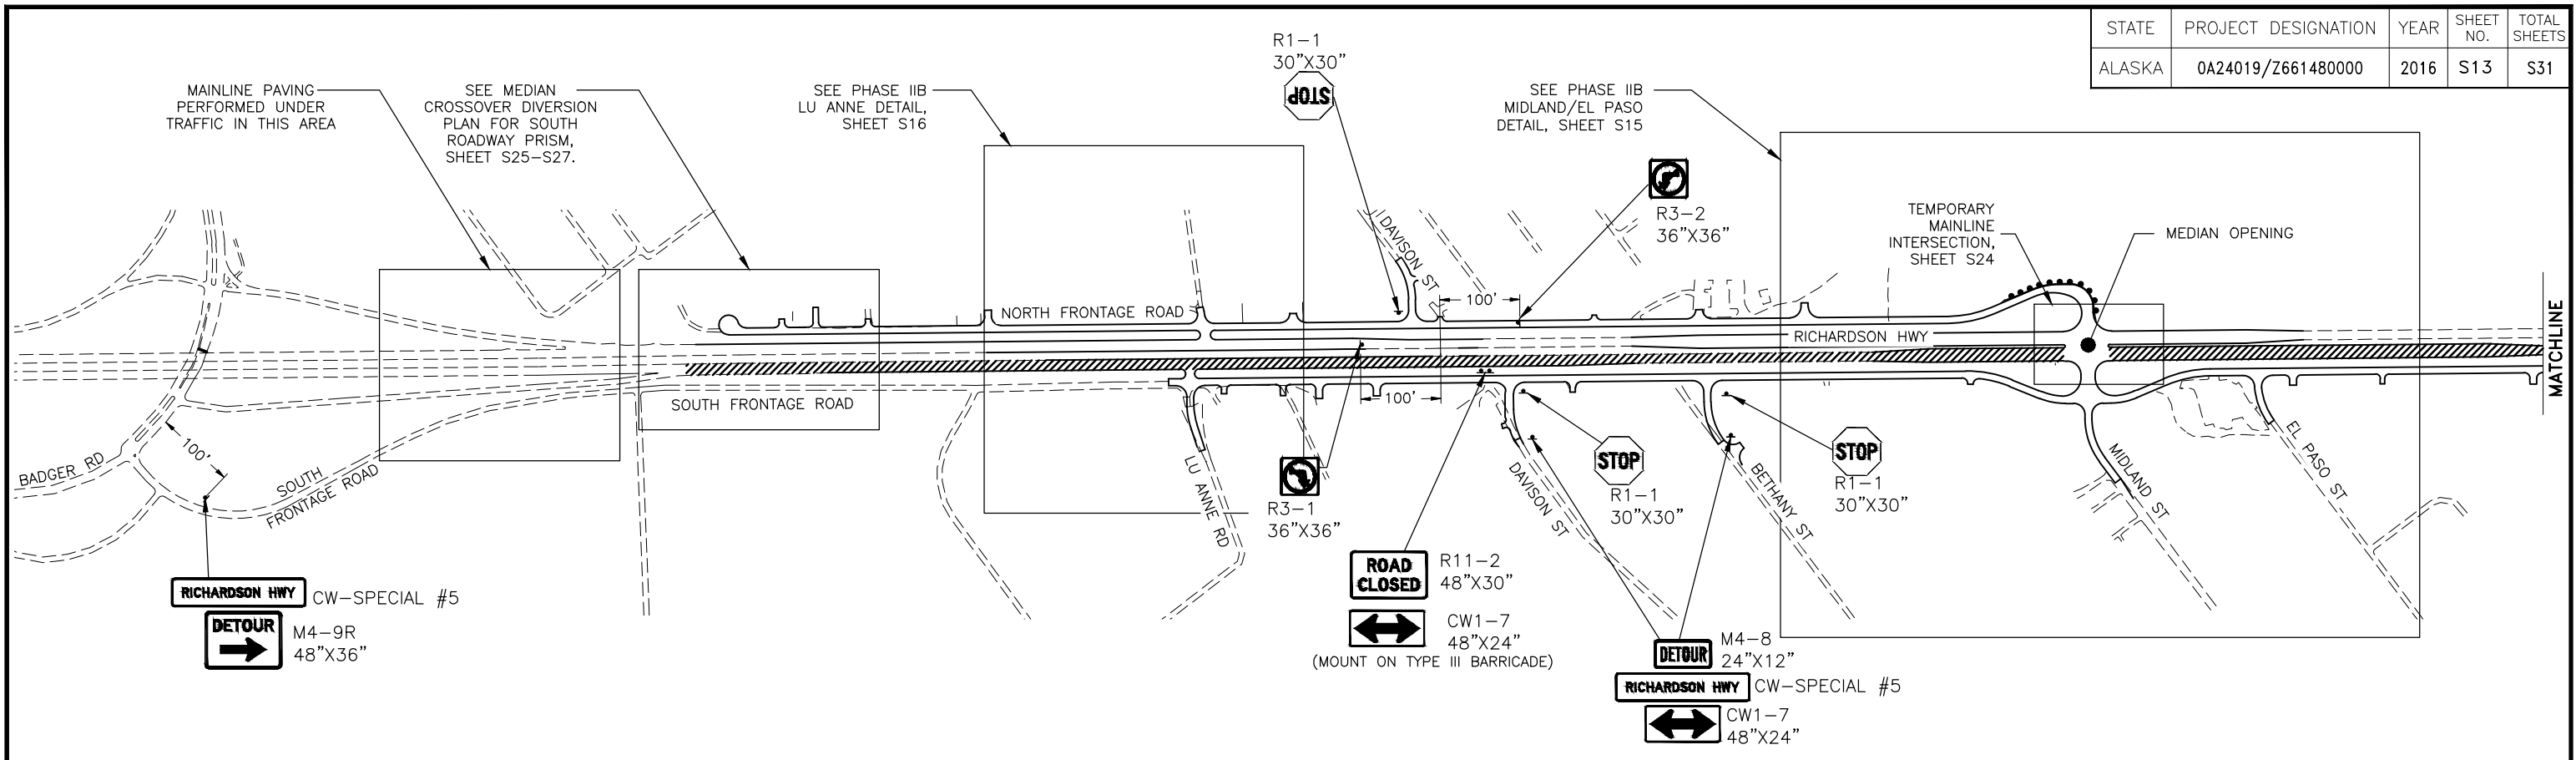 STATE
PROJECT DESIGNATION
YEAR
SHEET
NO.
TOTAL
SHEETS
ALASKA
0A24019/Z661480000
2016
S13
S31
MAINLINE PAVING
PERFORMED UNDER
TRAFFIC IN THIS AREA
SEE MEDIAN
CROSSOVER DIVERSION
PLAN FOR SOUTH
ROADWAY PRISM,
SHEET S25-S27.
SEE PHASE IIB
LU ANNE DETAIL,
SHEET S16
R1-1
30"X30"
STOP
SEE PHASE IIB
MIDLAND/EL PASO
DETAIL, SHEET S15
R3-2
36"X36"
TEMPORARY
MAINLINE
INTERSECTION,
SHEET S24
MEDIAN OPENING
DAVISON ST
100'
NORTH FRONTAGE ROAD
RICHARDSON HWY
MATCHLINE
SOUTH FRONTAGE ROAD
100'
BADGER RD
100'
SOUTH
FRONTAGE ROAD
LU ANNE RD
R3-1
36"X36"
DAVISON ST
STOP
R1-1
30"X30"
BETHANY ST
STOP
R1-1
30"X30"
MIDLAND ST
EL PASO ST
RICHARDSON HWY
CW-SPECIAL #5
DETOUR
M4-9R
48"X36"
ROAD
CLOSED
R11-2
48"X30"
CW1-7
48"X24"
(MOUNT ON TYPE III BARRICADE)
DETOUR
M4-8
24"X12"
RICHARDSON HWY
CW-SPECIAL #5
CW1-7
48"X24"